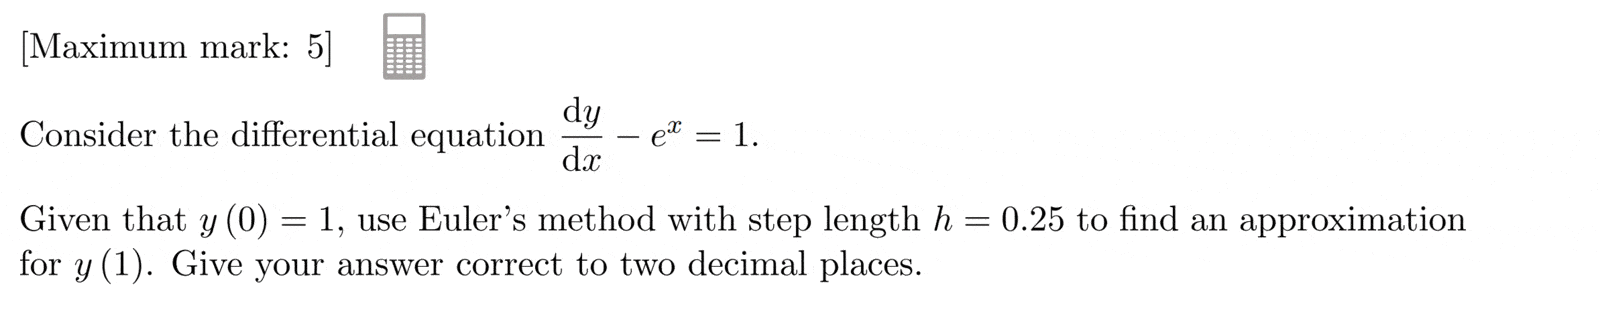 [Maximum mark: 5]
Consider the differential equation \frac{dy}{dx} − e^x = 1.
Given that y (0) = 1, use Euler's method with step length h = 0.25 to find an approximation
for y (1). Give your answer correct to two decimal places.